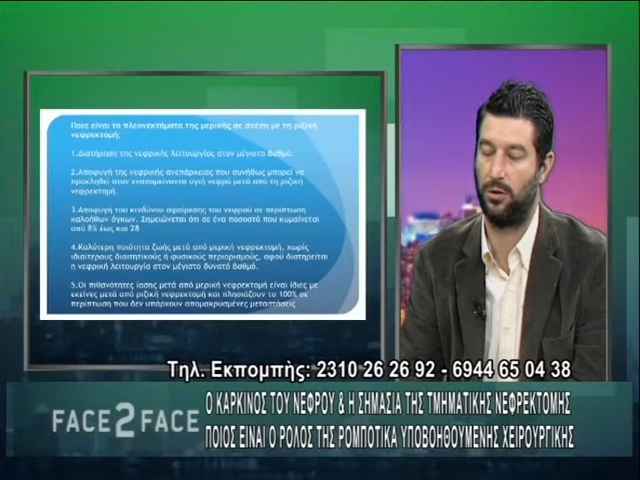 Ποια είναι τα πλεονεκτήματα της μερικής σε σχέση με τη ριζική
νεφρεκτομή;
1.Διατήρηση της νεφρικής λειτουργίας στον μέγιστο βαθμό.
2.Αποφυγή της νεφρικής ανεπάρκειας που συνήθως μπορεί να
προκληθεί στον εναπομείναντα υγιή νεφρό μετά από τη ριζική
νεφρεκτομή.
3.Αποφυγή του κινδύνου αφαίρεσης του νεφρού σε περίπτωση
καλοήθων όγκων. Σημειώνεται ότι σε ένα ποσοστό που κυμαίνεται
από 8% έως και 28
4.Καλύτερη ποιότητα ζωής μετά από μερική νεφρεκτομή, χωρίς
ιδιαίτερους διαιτητικούς ή φυσικούς περιορισμούς, αφού διατηρείται
η νεφρική λειτουργία στον μέγιστο δυνατό βαθμό.
5.Οι πιθανότητες ίασης μετά από μερική νεφρεκτομή είναι ίδιες με
εκείνες μετά από ριζική νεφρεκτομή και πλησιάζουν το 100% σε
περίπτωση που δεν υπάρχουν απομακρυσμένες μεταστάσεις
Τηλ. Εκπομπὴς: 2310 26 26 92 - 6944 65 04 38
FACE2FACE
Ο ΚΑΡΚΙΝΟΣ ΤΟΥ ΝΕΦΡΟΥ & Η ΣΗΜΑΣΙΑ ΤΗΣ ΤΜΗΜΑΤΙΚΗΣ ΝΕΦΡΕΚΤΟΜΗΣ
ΠΟΙΟΣ ΕΙΝΑΙ Ο ΡΟΛΟΣ ΤΗΣ ΡΟΜΠΟΤΙΚΑ ΥΠΟΒΟΗΘΟΥΜΕΝΗΣ ΧΕΙΡΟΥΡΓΙΚΗΣ